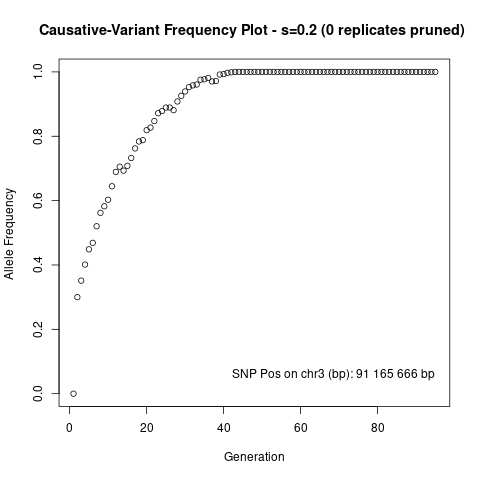 Causative-Variant Frequency Plot - s=0.2 (0 replicates pruned)
Allele Frequency
1.0
0.8
0.6
0.4
0.2
0.0
SNP Pos on chr3 (bp): 91 165 666 bp
0 20 40 60 80
Generation